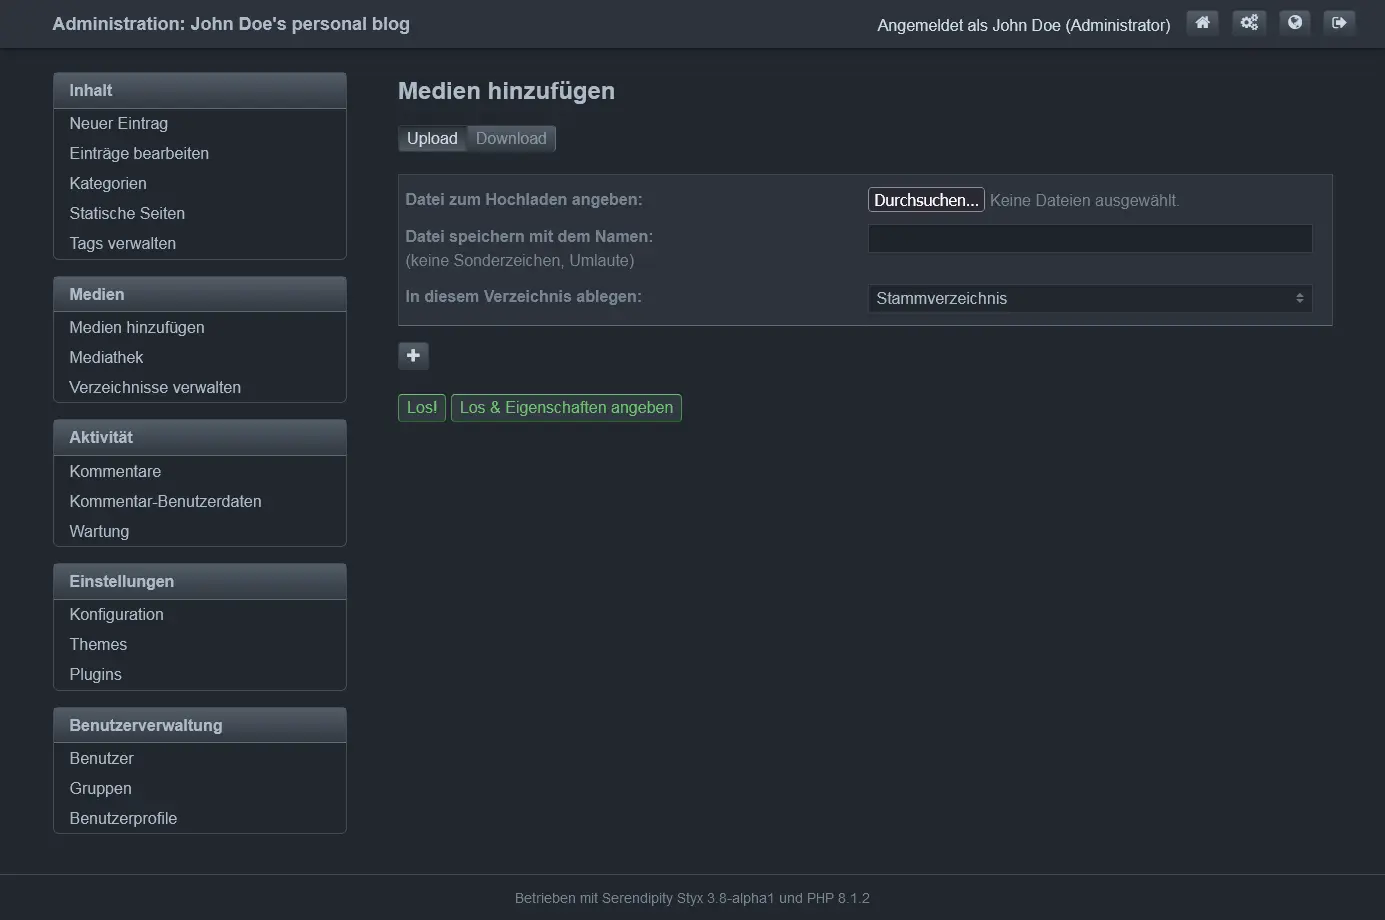 Administration: John Doe's personal blog
Angemeldet als John Doe (Administrator)
Inhalt
Neuer Eintrag
Einträge bearbeiten
Kategorien
Statische Seiten
Tags verwalten
Medien
Medien hinzufügen
Mediathek
Verzeichnisse verwalten
Aktivität
Kommentare
Kommentar-Benutzerdaten
Wartung
Einstellungen
Konfiguration
Themes
Plugins
Benutzerverwaltung
Benutzer
Gruppen
Benutzerprofile
Medien hinzufügen
Upload Download
Datei zum Hochladen angeben: Durchsuchen... Keine Dateien ausgewählt.
Datei speichern mit dem Namen:
(keine Sonderzeichen, Umlaute)
In diesem Verzeichnis ablegen: Stammverzeichnis
Los! Los & Eigenschaften angeben
Betrieben mit Serendipity Styx 3.8-alpha1 und PHP 8.1.2